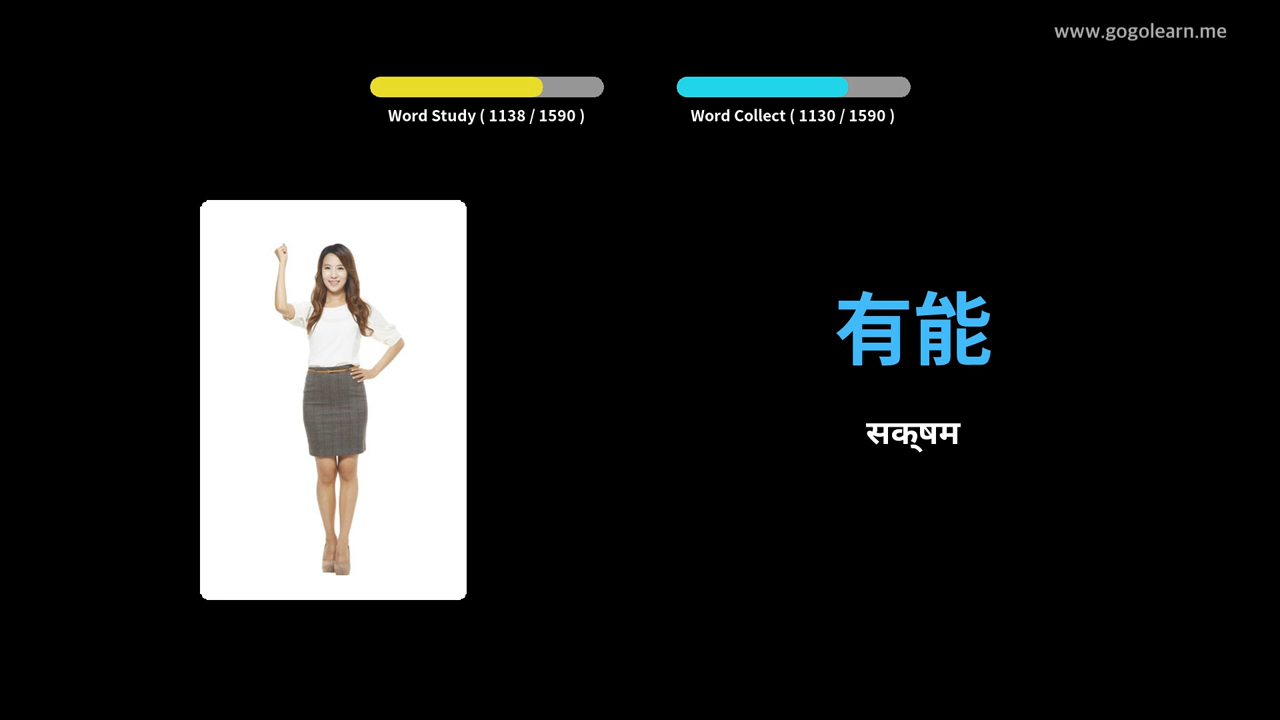 www.gogolearn.me
Word Study ( 1138 / 1590 )
Word Collect ( 1130 / 1590 )
有能
सक्षम